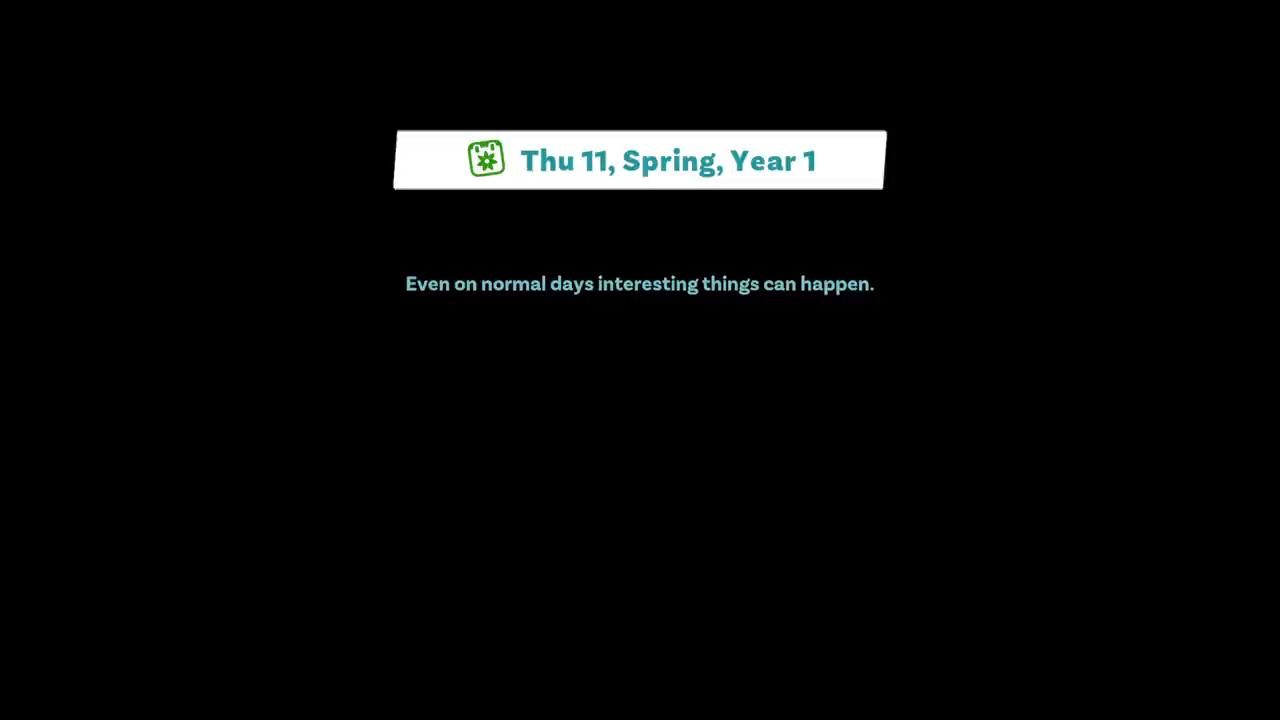 Thu 11, Spring, Year 1
Even on normal days interesting things can happen.